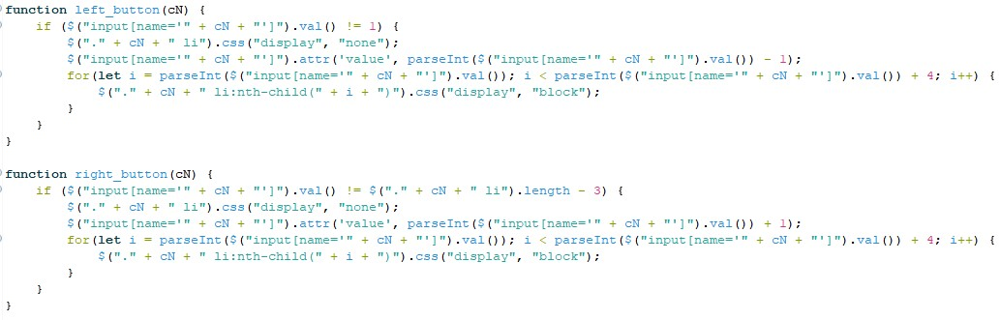 function left_button(cN) {
    if ($("input[name='" + cN + "']").val() != 1) {
        $("." + cN + " li").css("display", "none");
        $("input[name='" + cN + "']").attr('value', parseInt($("input[name='" + cN + "']").val()) - 1);
        for(let i = parseInt($("input[name='" + cN + "']").val()); i < parseInt($("input[name='" + cN + "']").val()) + 4; i++) {
            $("." + cN + " li:nth-child(" + i + ")").css("display", "block");
        }
    }
}

function right_button(cN) {
    if ($("input[name='" + cN + "']").val() != $("." + cN + " li").length - 3) {
        $("." + cN + " li").css("display", "none");
        $("input[name='" + cN + "']").attr('value', parseInt($("input[name='" + cN + "']").val()) + 1);
        for(let i = parseInt($("input[name='" + cN + "']").val()); i < parseInt($("input[name='" + cN + "']").val()) + 4; i++) {
            $("." + cN + " li:nth-child(" + i + ")").css("display", "block");
        }
    }
}